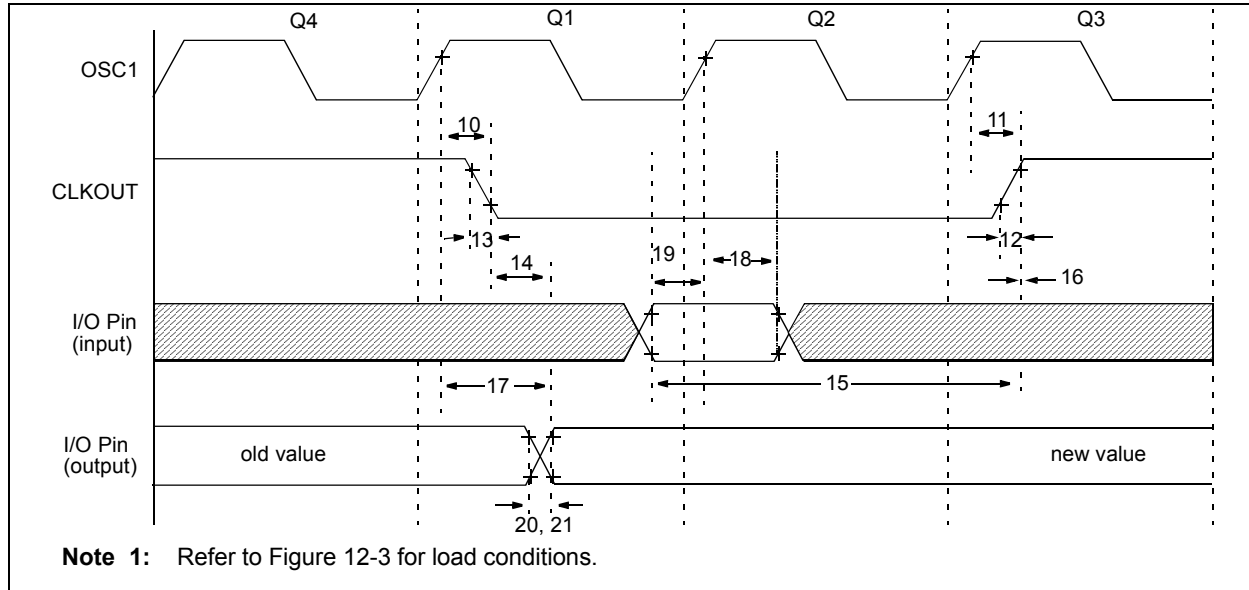 Q4 Q1 Q2 Q3
OSC1
10 11
CLKOUT
13 12
14 19 18 16
I/O Pin
(input)
17 15
I/O Pin
(output)
old value new value
20, 21
Note 1: Refer to Figure 12-3 for load conditions.